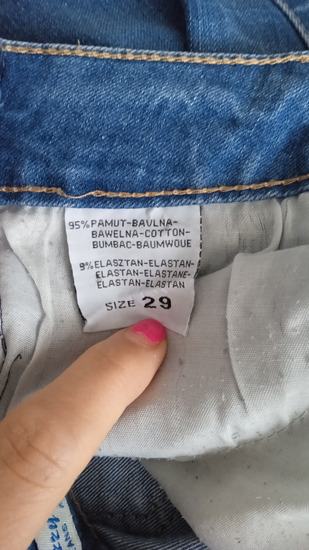 95%PAMUT-BAVLNA-
BAWELNA-COTTON-
BUMBAC-BAUMWOUE
9%ELASZTAN-ELASTAN-
ELASTAN-ELASTANE-
ELASTAN-ELASTAN
SIZE 29